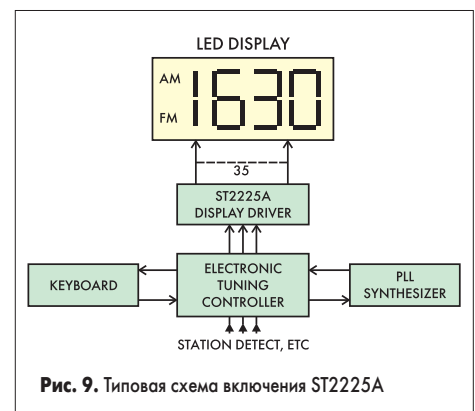 LED DISPLAY
AM
FM
1630
35
ST2225A
DISPLAY DRIVER
KEYBOARD
ELECTRONIC
TUNING
CONTROLLER
PLL
SYNTHESIZER
STATION DETECT, ETC
Рис. 9. Типовая схема включения ST2225A